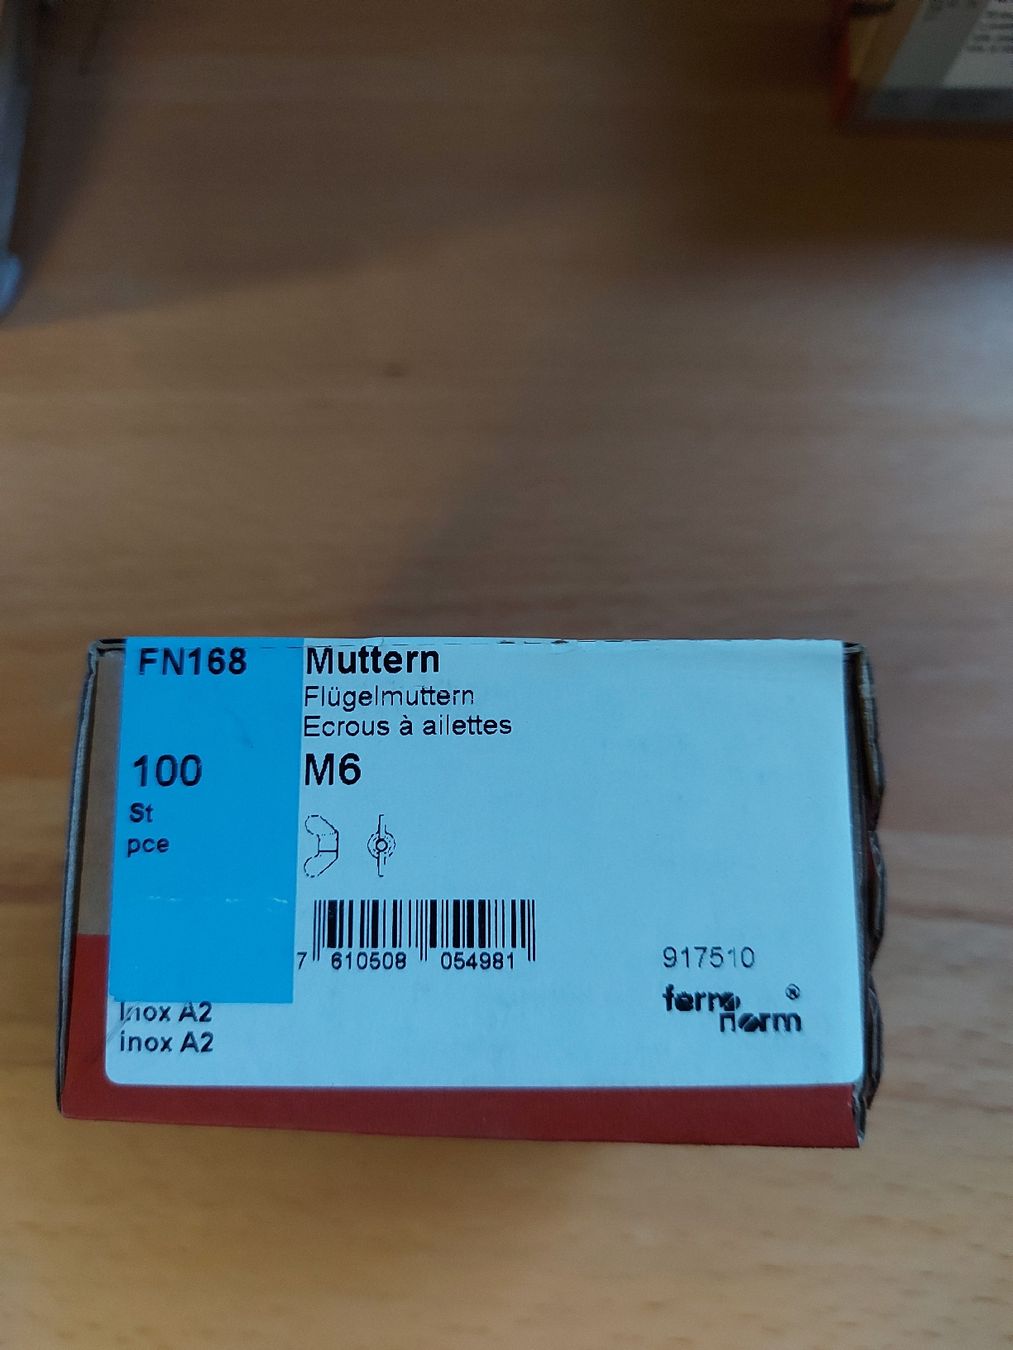 FN168
Muttern
Flügelmuttern
Ecrous à ailettes
100
M6
St
pce
7 610508 054981
917510
ferro ®
norm
Inox A2
inox A2